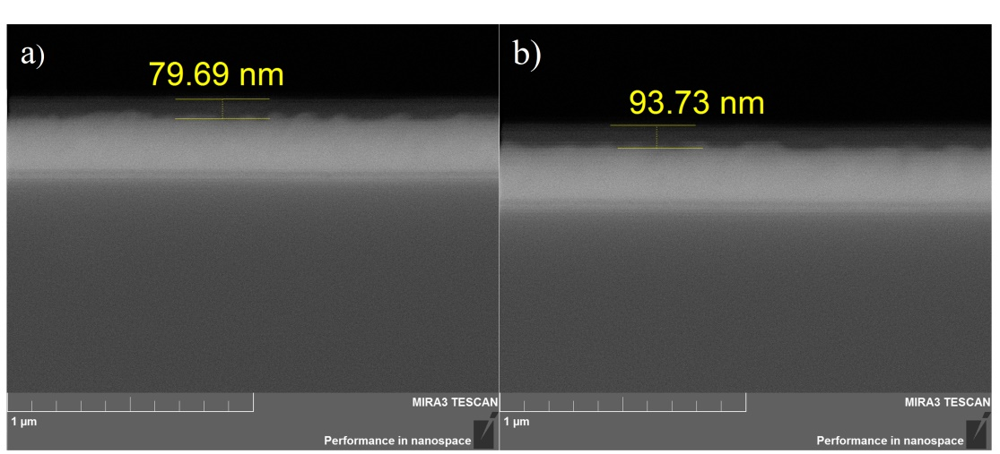 a)
79.69 nm
b)
93.73 nm
MIRA3 TESCAN
1 µm
Performance in nanospace
MIRA3 TESCAN
1 µm
Performance in nanospace